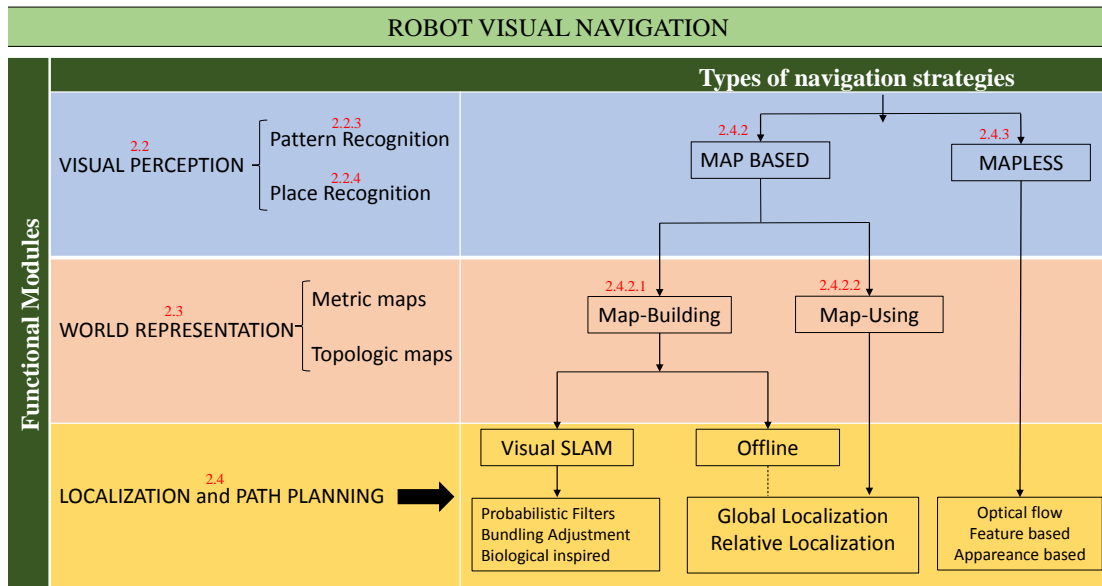 ROBOT VISUAL NAVIGATION
Types of navigation strategies
Functional Modules
2.2
VISUAL PERCEPTION
2.2.3
Pattern Recognition
2.2.4
Place Recognition
2.4.2
MAP BASED
2.4.3
MAPLESS
2.3
WORLD REPRESENTATION
Metric maps
Topologic maps
2.4.2.1
Map-Building
2.4.2.2
Map-Using
2.4
LOCALIZATION and PATH PLANNING
Visual SLAM
Offline
Probabilistic Filters
Bundling Adjustment
Biological inspired
Global Localization
Relative Localization
Optical flow
Feature based
Appareance based